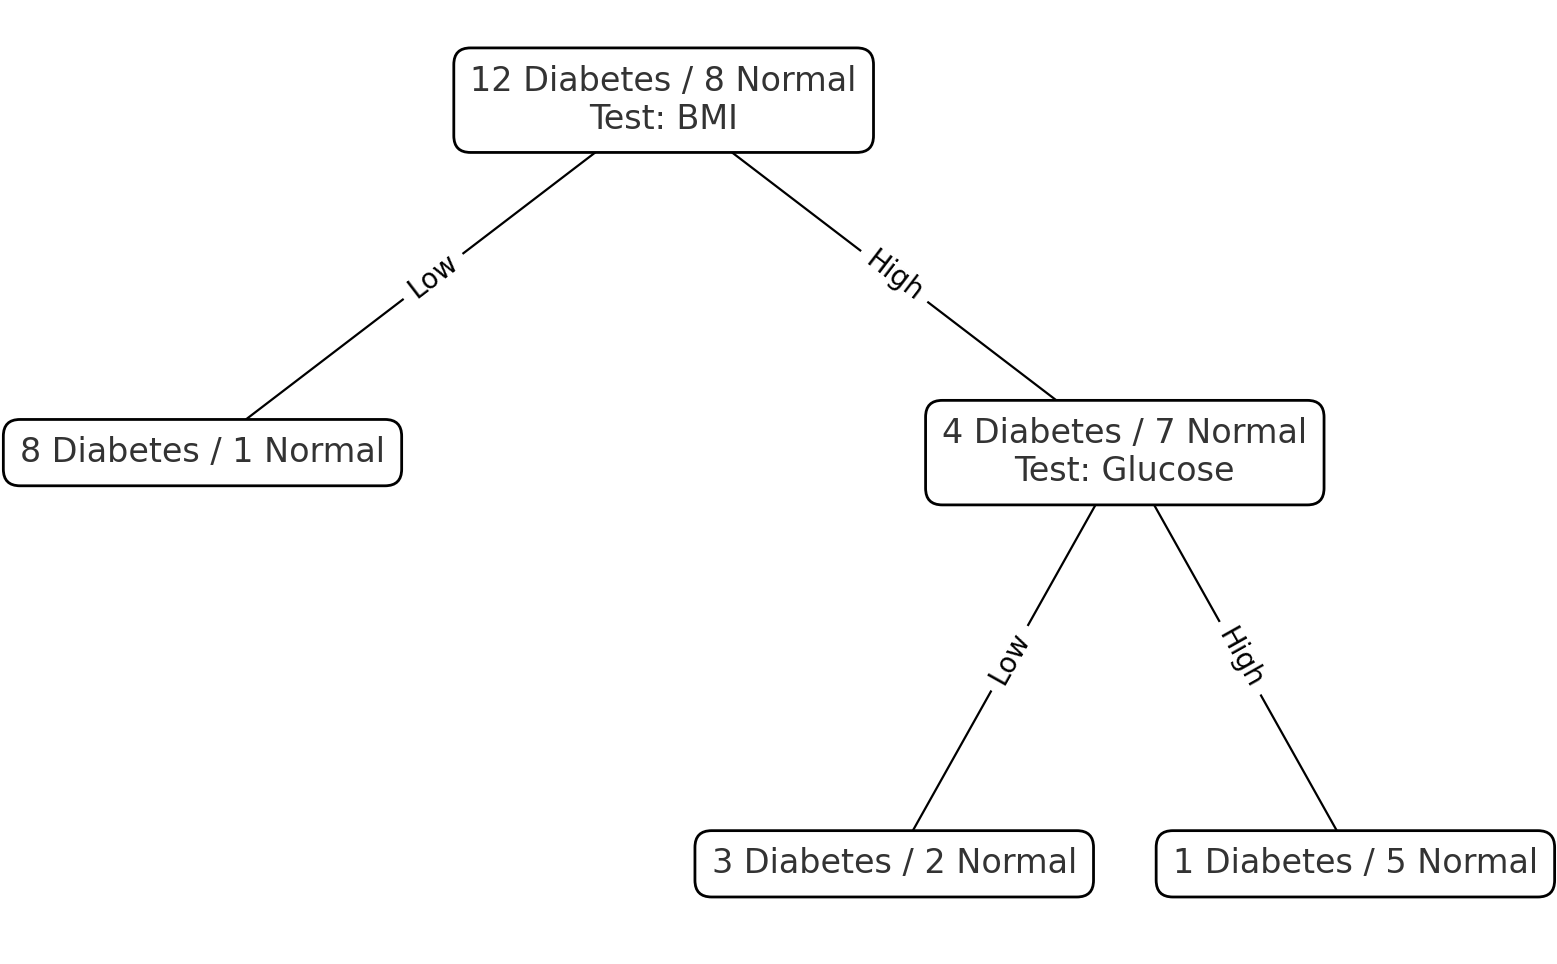 12 Diabetes / 8 Normal
Test: BMI
Low
High
8 Diabetes / 1 Normal
4 Diabetes / 7 Normal
Test: Glucose
Low
High
3 Diabetes / 2 Normal
1 Diabetes / 5 Normal